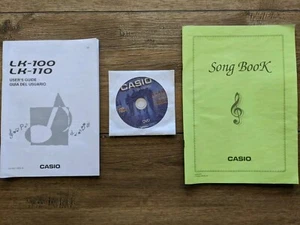 LK-100
LK-110
USER'S GUIDE
GUÍA DEL USUARIO
CASIO
CASIO
Song BooK
CASIO